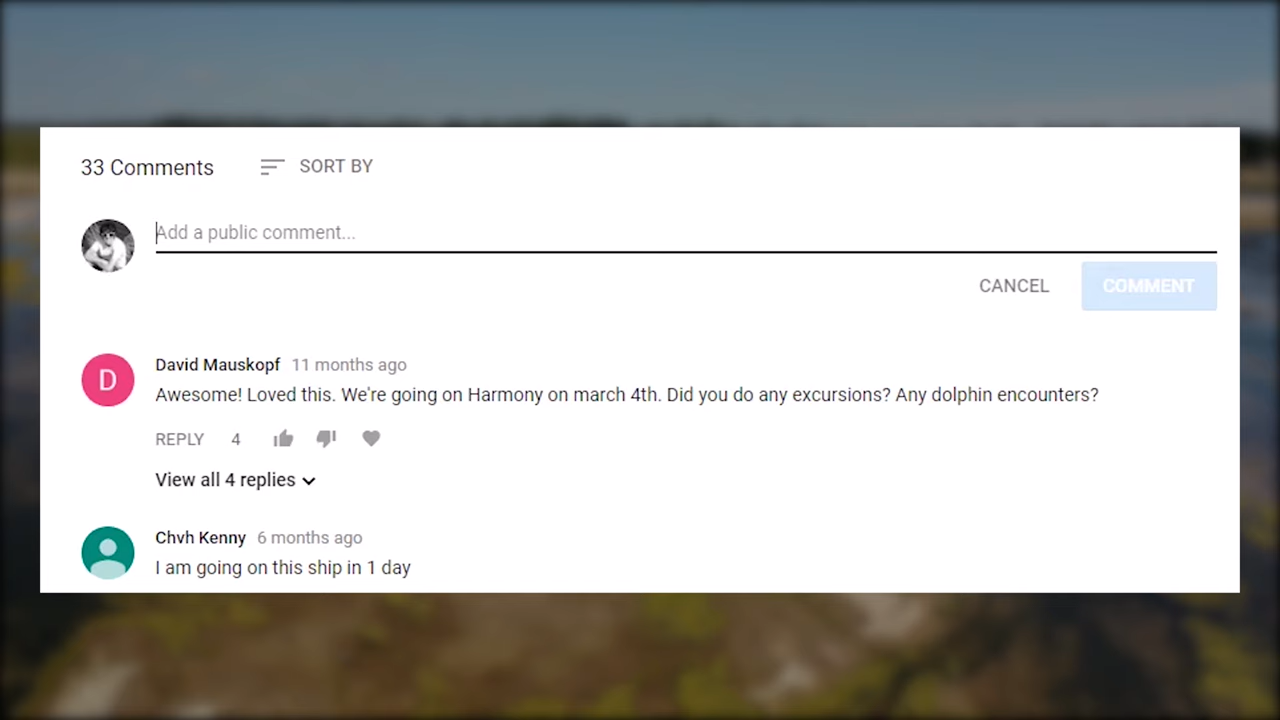 33 Comments
SORT BY
Add a public comment...
CANCEL
COMMENT
D
David Mauskopf 11 months ago
Awesome! Loved this. We're going on Harmony on march 4th. Did you do any excursions? Any dolphin encounters?
REPLY 4
View all 4 replies
Chvh Kenny 6 months ago
I am going on this ship in 1 day